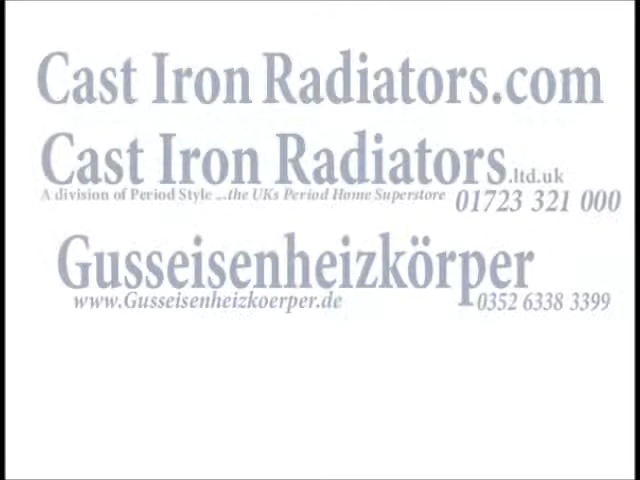 Cast Iron Radiators.com
Cast Iron Radiators.ltd.uk
A division of Period Style ...the UKs Period Home Superstore 01723 321 000
Gusseisenheizkörper
www.Gusseisenheizkoerper.de 0352 6338 3399